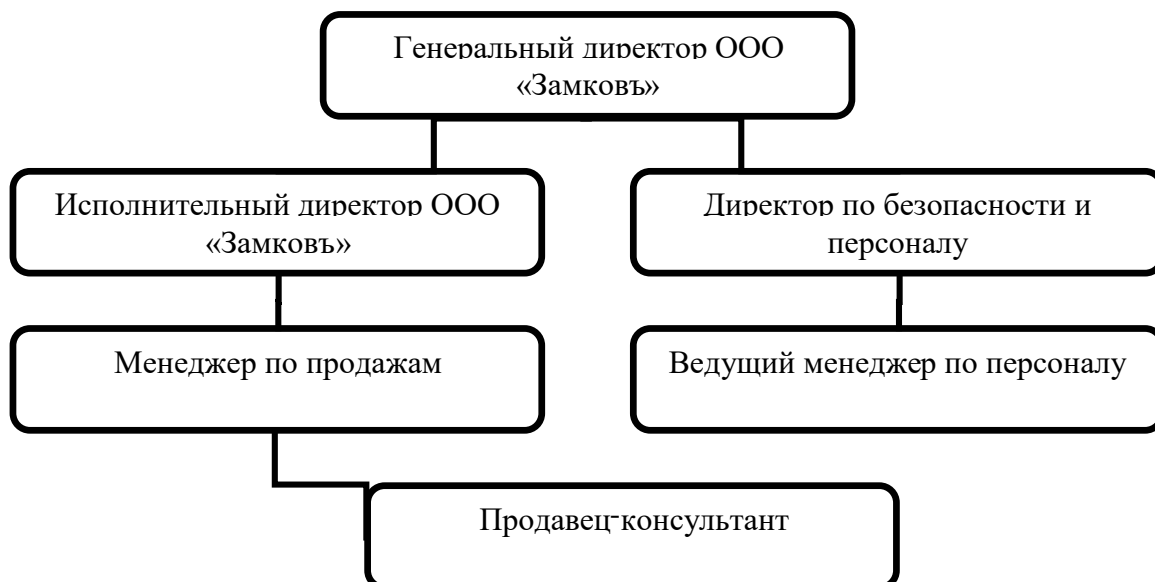 Генеральный директор ООО
«Замковъ»
Исполнительный директор ООО
«Замковъ»
Директор по безопасности и
персоналу
Менеджер по продажам
Ведущий менеджер по персоналу
Продавец-консультант